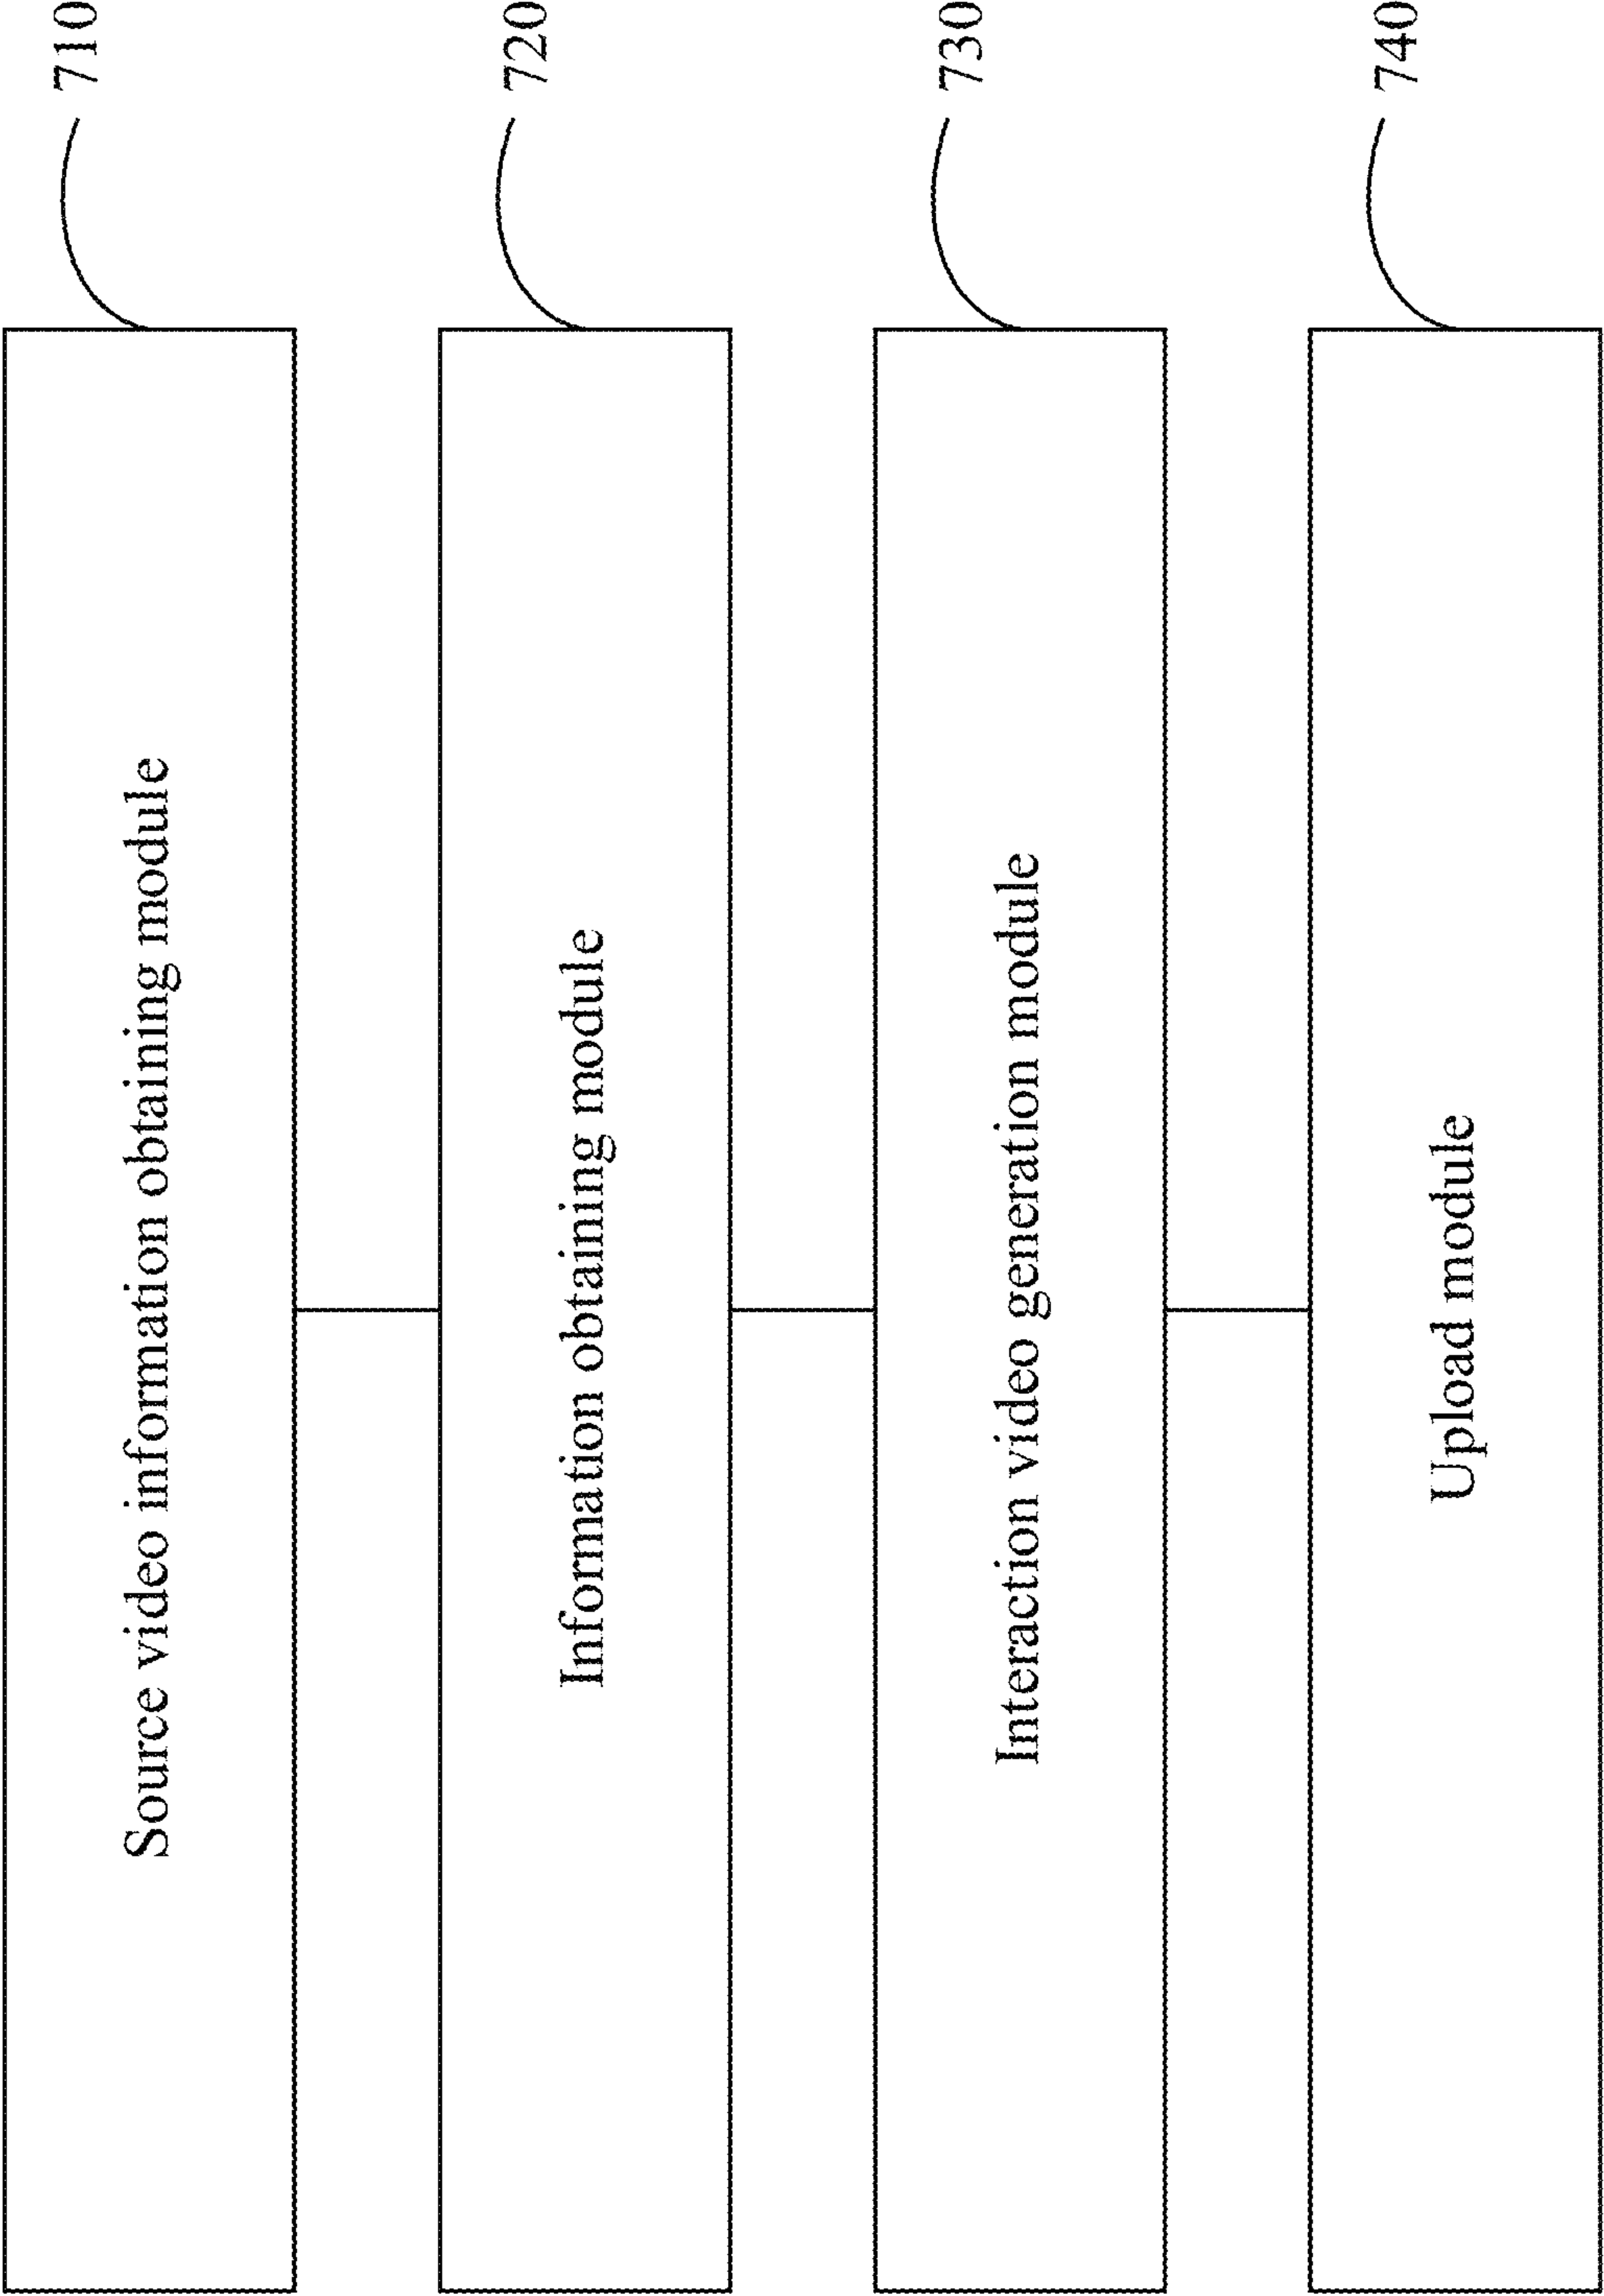 Source video information obtaining module
710
Information obtaining module
720
Interaction video generation module
730
Upload module
740